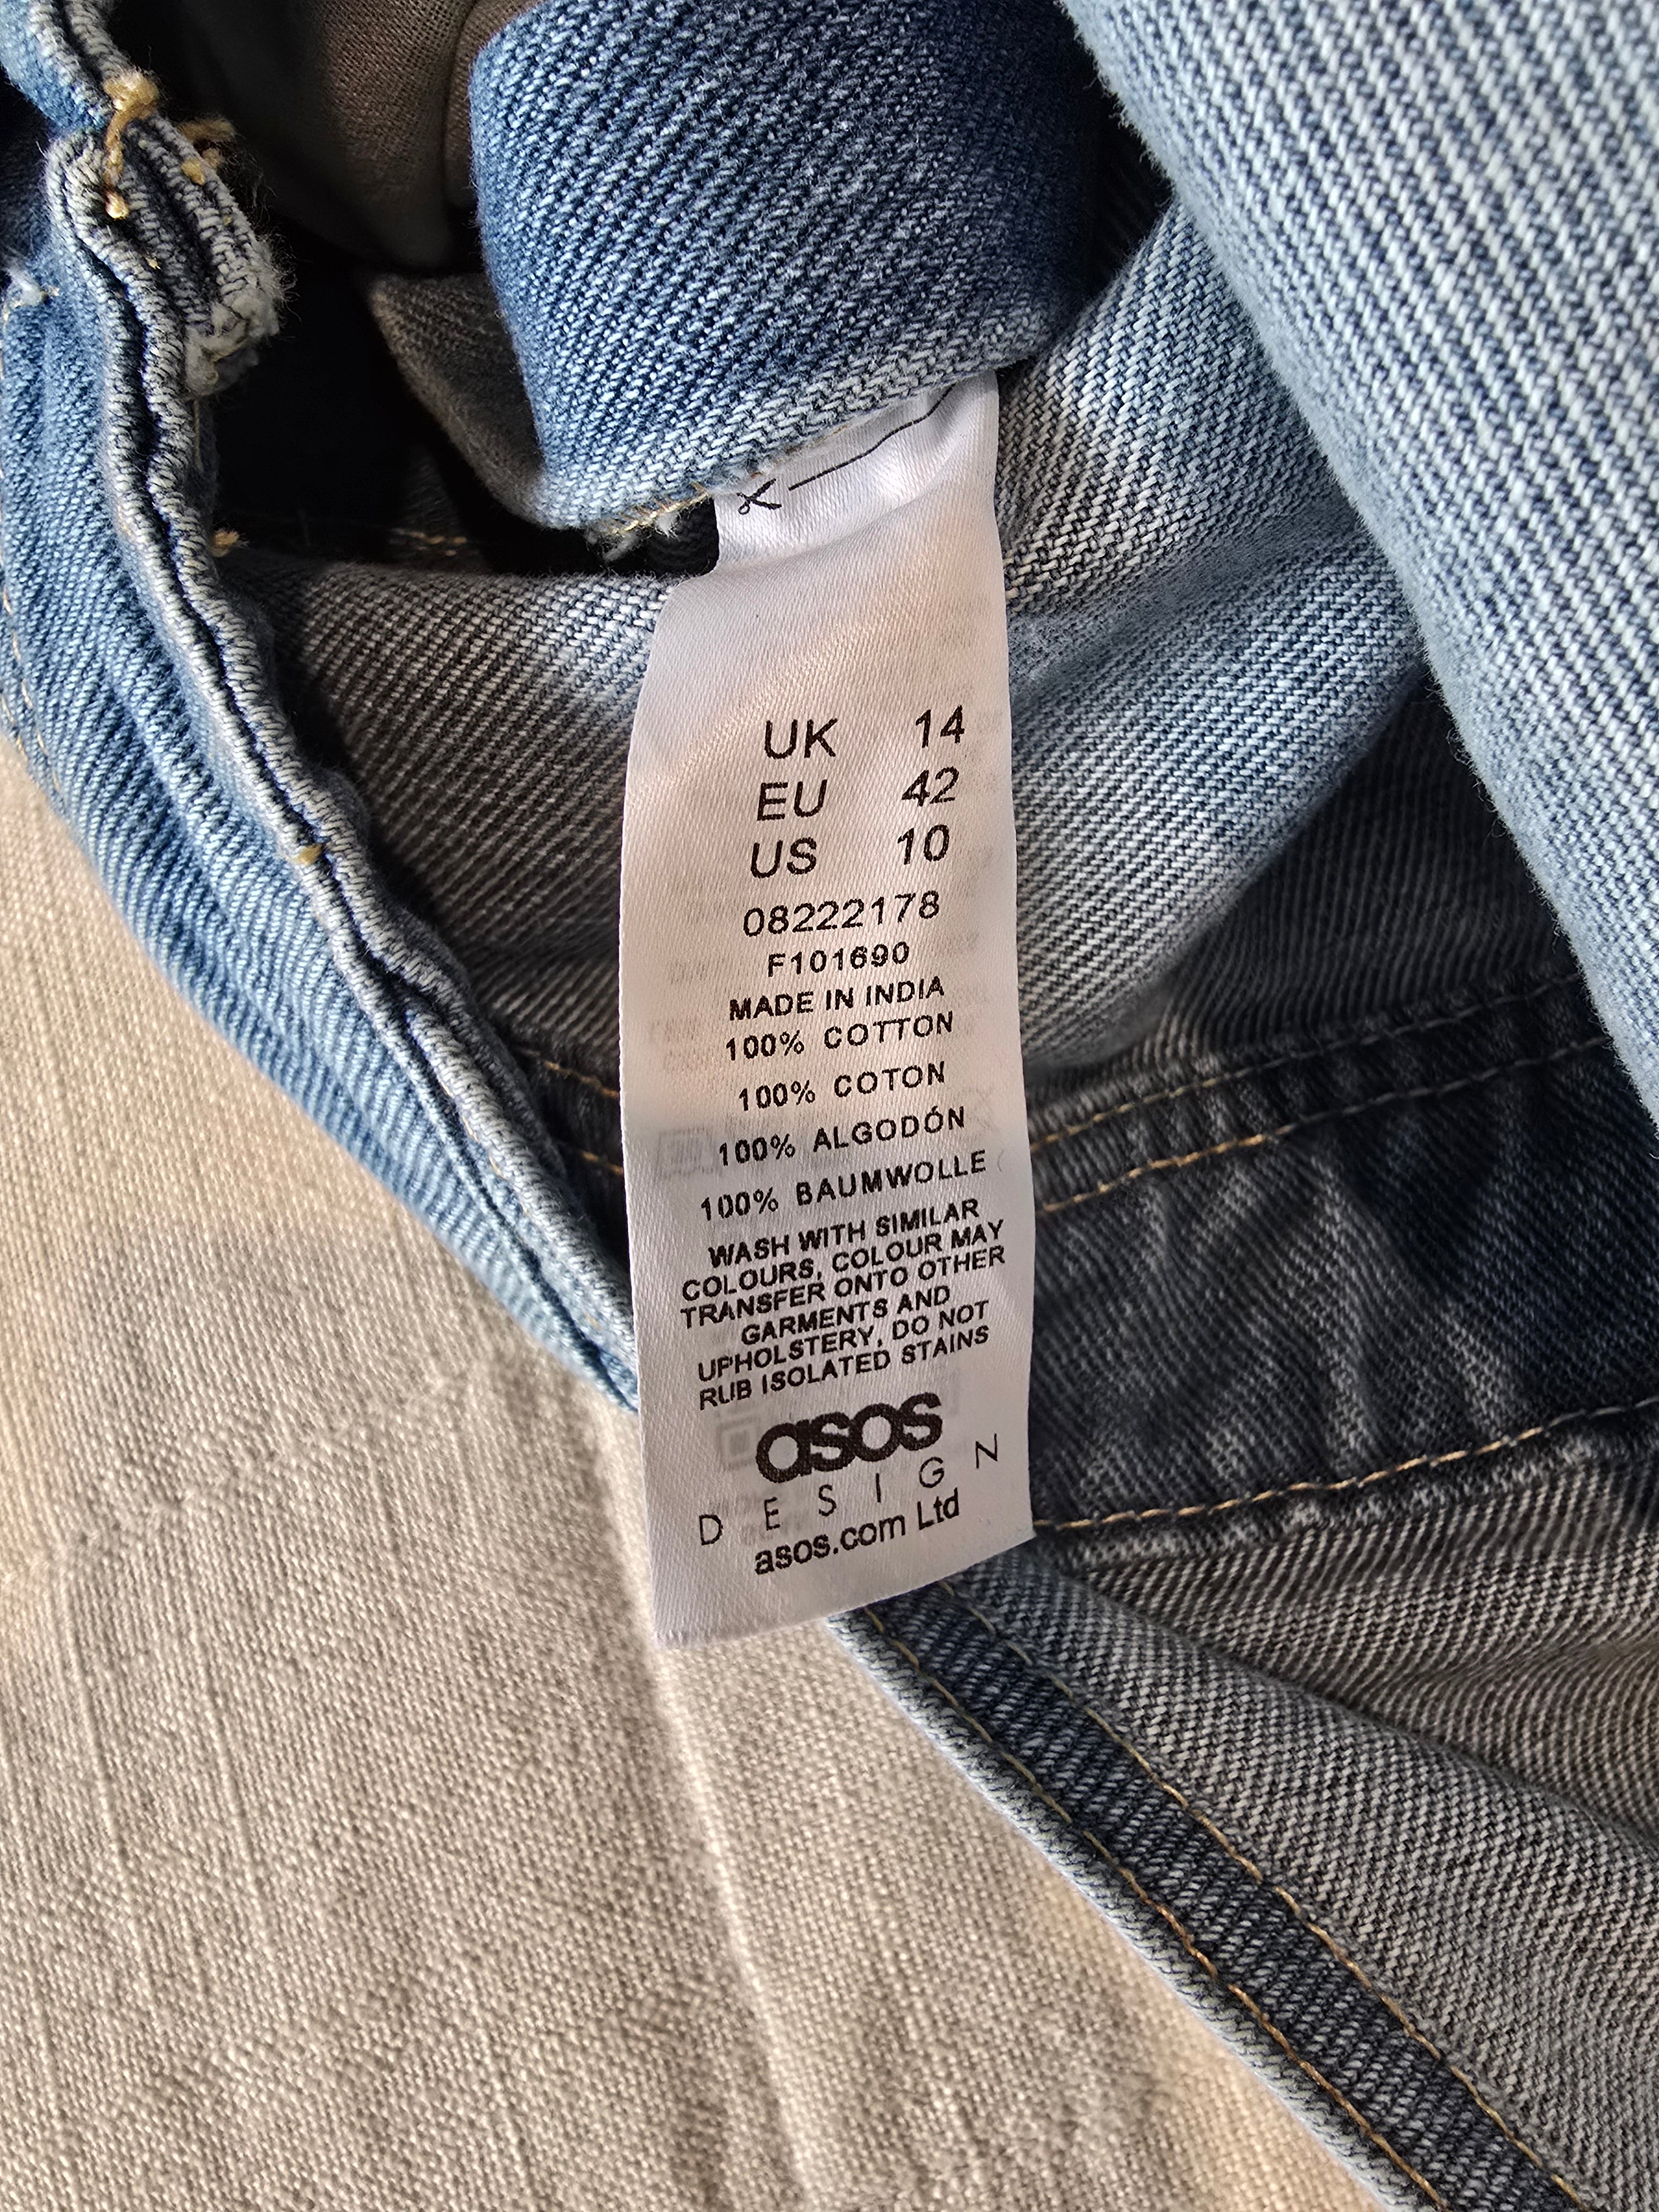 UK 14
EU 42
US 10
08222178
F101690
MADE IN INDIA
100% COTTON
100% COTON
100% ALGODÓN
100% BAUMWOLLE
WASH WITH SIMILAR
COLOURS, COLOUR MAY
TRANSFER ONTO OTHER
GARMENTS AND
UPHOLSTERY, DO NOT
RUB ISOLATED STAINS
asos
DESIGN
asos.com Ltd